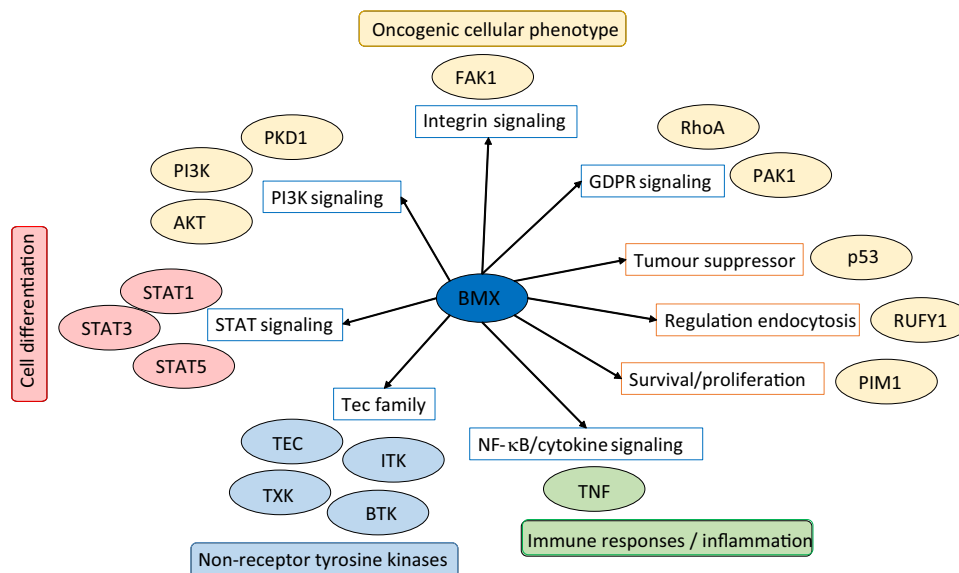 Oncogenic cellular phenotype
FAK1
Integrin signaling
RhoA
PKD1
PI3K
PAK1
GDPR signaling
PI3K signaling
AKT
Cell differentiation
Tumour suppressor
p53
STAT1
BMX
STAT3
STAT signaling
Regulation endocytosis
RUFY1
STAT5
Survival/proliferation
PIM1
Tec family
TEC
NF-κB/cytokine signaling
ITK
TXK
TNF
BTK
Immune responses / inflammation
Non-receptor tyrosine kinases